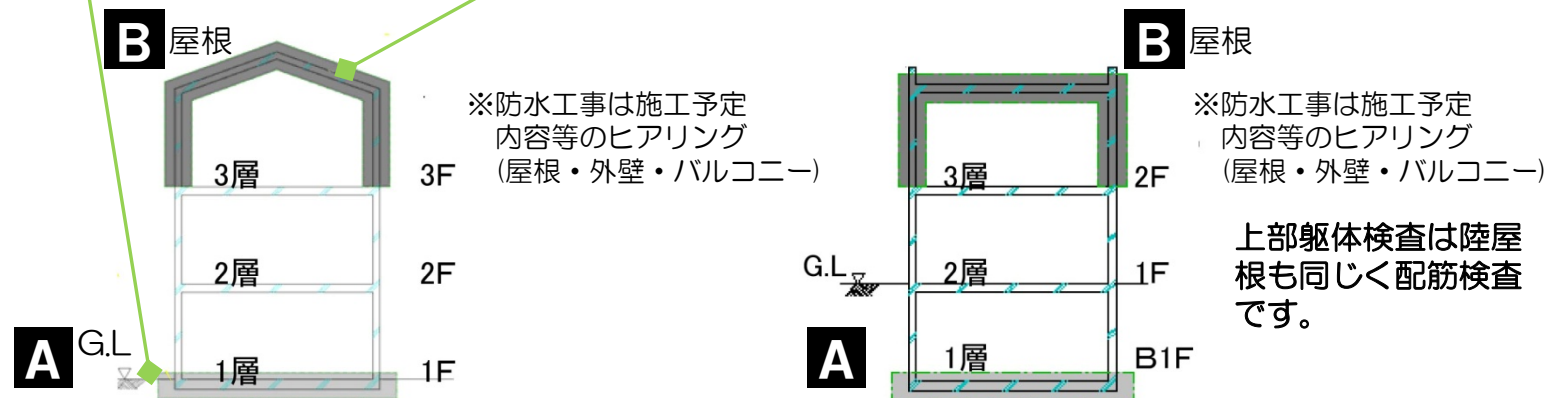 B 屋根
※防水工事は施工予定
内容等のヒアリング
(屋根・外壁・バルコニー)
3層 3F
2層 2F
A G.L
1層 1F
B 屋根
※防水工事は施工予定
内容等のヒアリング
(屋根・外壁・バルコニー)
3層 2F
上部躯体検査は陸屋
根も同じく配筋検査
です。
G.L 2層 1F
A
1層 B1F